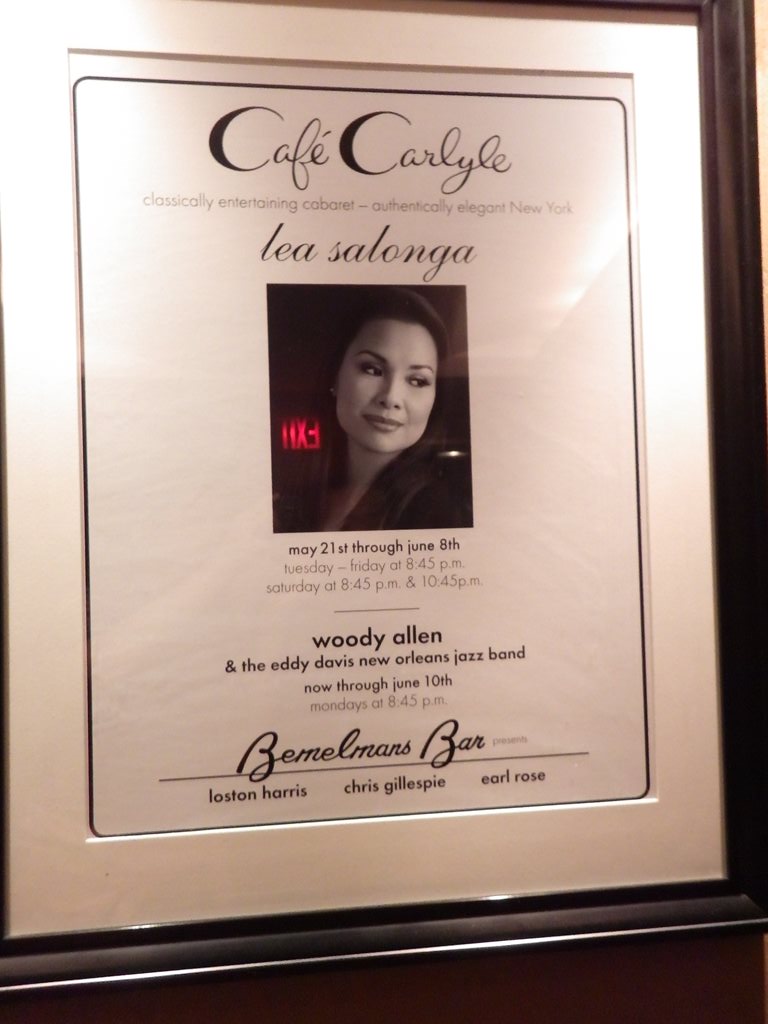 Café Carlyle
classically entertaining cabaret – authentically elegant New York
lea salonga
EXIT
may 21st through june 8th
tuesday – friday at 8:45 p.m.
saturday at 8:45 p.m. & 10:45p.m.
woody allen
& the eddy davis new orleans jazz band
now through june 10th
mondays at 8:45 p.m.
Bemelmans Bar presents
loston harris chris gillespie earl rose